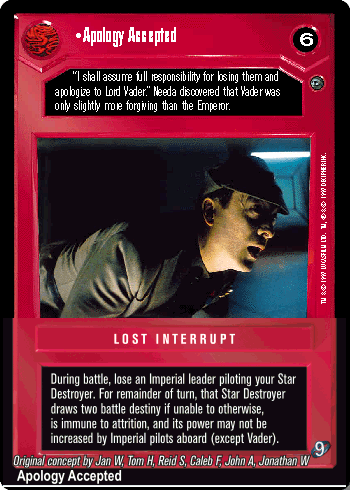 •Apology Accepted
6
"I shall assume full responsibility for losing them and
apologize to Lord Vader." Needa discovered that Vader was
only slightly more forgiving than the Emperor.
LOST INTERRUPT
During battle, lose an Imperial leader piloting your Star
Destroyer. For remainder of turn, that Star Destroyer
draws two battle destiny if unable to otherwise,
is immune to attrition, and its power may not be
increased by Imperial pilots aboard (except Vader).
9
Original concept by Jan W, Tom H, Reid S, Caleb F, John A, Jonathan W
Apology Accepted